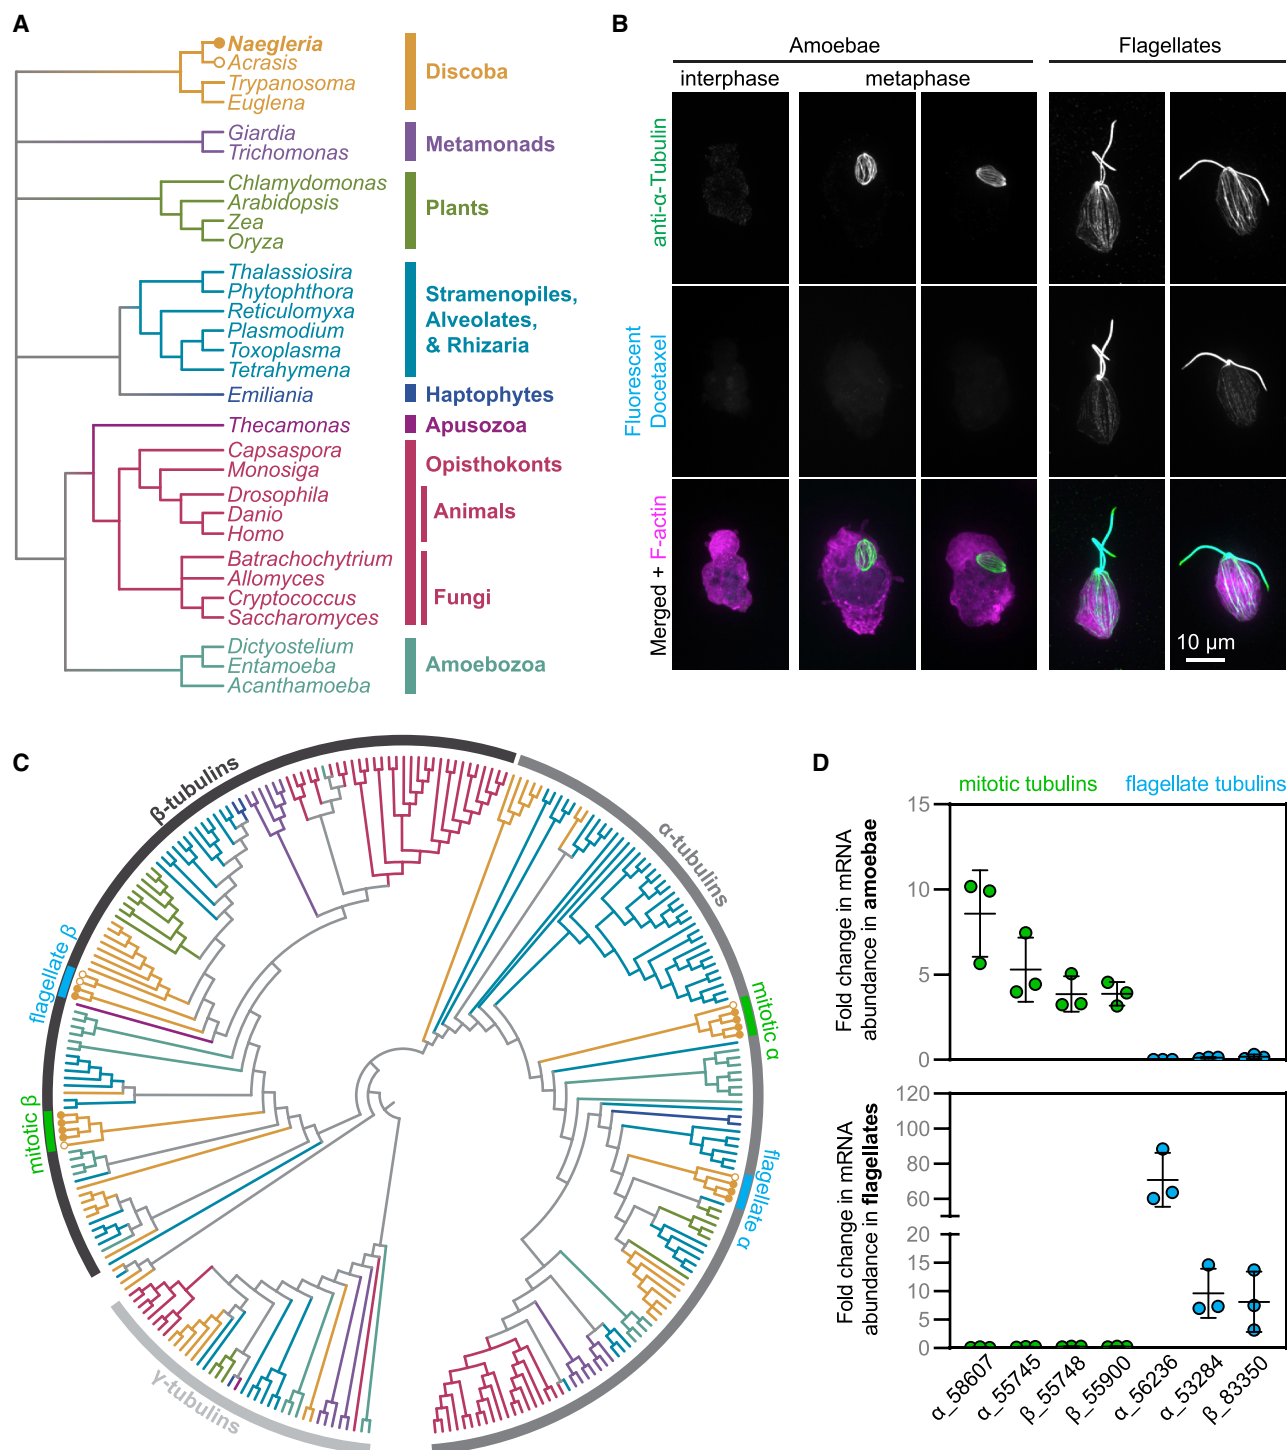 A
Naegleria
Acrasis
Trypanosoma
Euglena
Discoba
Giardia
Trichomonas
Metamonads
Chlamydomonas
Arabidopsis
Zea
Oryza
Plants
Thalassiosira
Phytophthora
Reticulomyxa
Plasmodium
Toxoplasma
Tetrahymena
Stramenopiles,
Alveolates,
& Rhizaria
Emiliania
Haptophytes
Thecamonas
Apusozoa
Capsaspora
Monosiga
Opisthokonts
Drosophila
Danio
Homo
Animals
Batrachochytrium
Allomyces
Cryptococcus
Saccharomyces
Fungi
Dictyostelium
Entamoeba
Acanthamoeba
Amoebozoa
B
Amoebae
Flagellates
interphase
metaphase
anti-α-Tubulin
Fluorescent
Docetaxel
Merged + F-actin
10 µm
C
β-tubulins
α-tubulins
mitotic α
flagellate α
flagellate β
mitotic β
γ-tubulins
D
mitotic tubulins
flagellate tubulins
Fold change in mRNA
abundance in amoebae
15
10
5
0
Fold change in mRNA
abundance in flagellates
120
100
80
60
20
15
10
5
0
α_58607
α_55745
β_55748
β_55900
α_56236
α_53284
β_83350